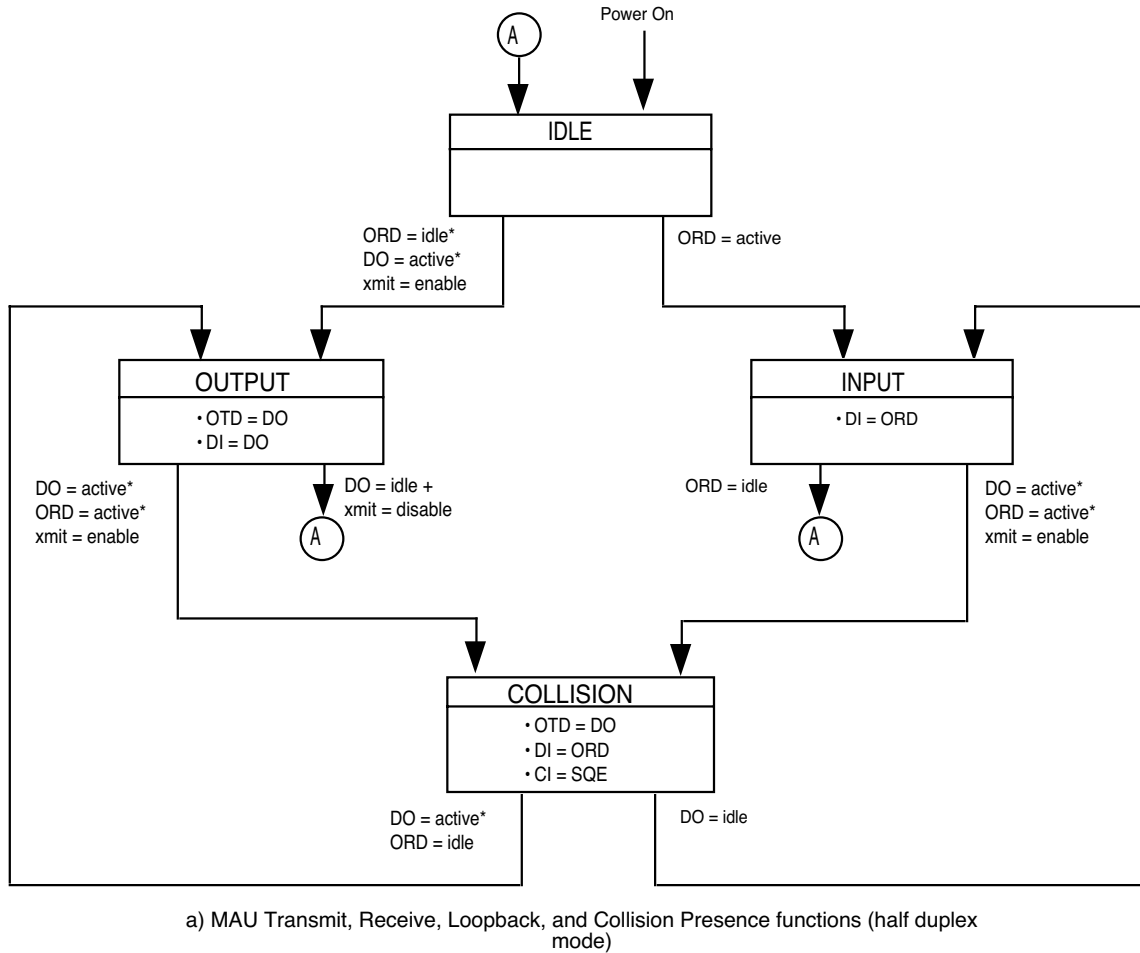 Power On
A
IDLE
ORD = idle*
DO = active*
xmit = enable
ORD = active
OUTPUT
• OTD = DO
• DI = DO
INPUT
• DI = ORD
DO = active*
ORD = active*
xmit = enable
DO = idle +
xmit = disable
A
ORD = idle
A
DO = active*
ORD = active*
xmit = enable
COLLISION
• OTD = DO
• DI = ORD
• CI = SQE
DO = active*
ORD = idle
DO = idle
a) MAU Transmit, Receive, Loopback, and Collision Presence functions (half duplex
mode)